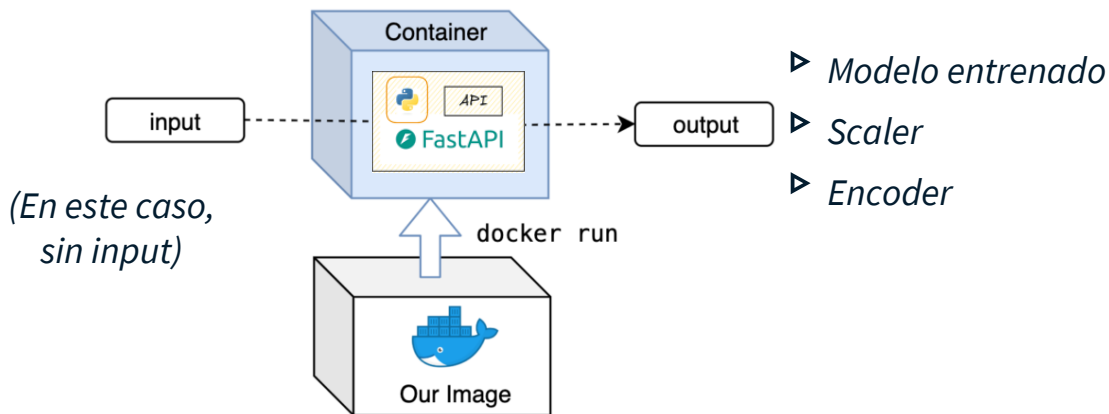 Container
API
FastAPI
input
output
(En este caso,
sin input)
Modelo entrenado
Scaler
Encoder
docker run
Our Image